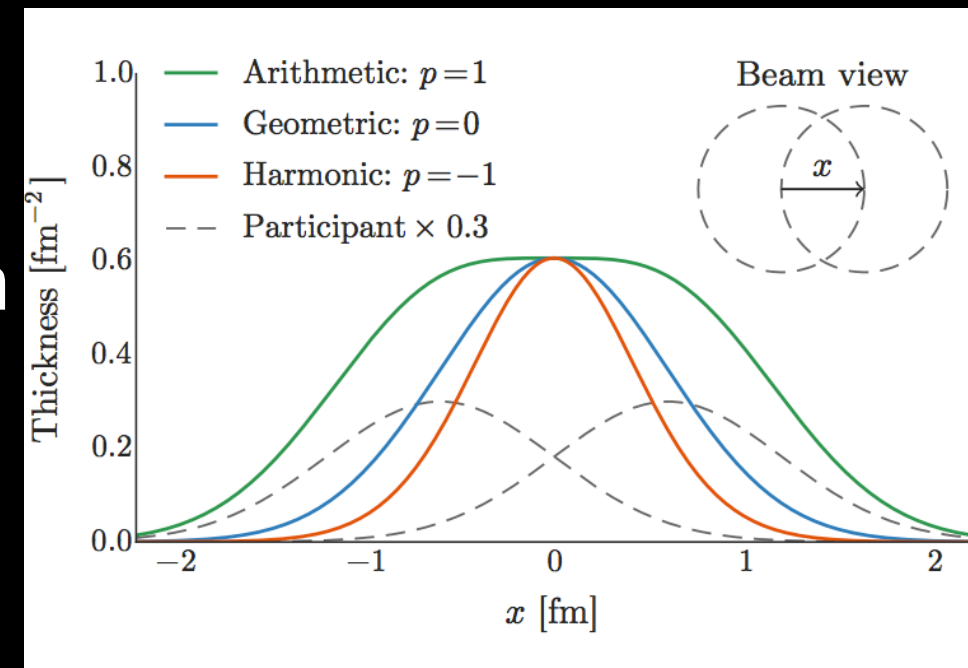 1.0
0.8
0.6
0.4
0.2
0.0
Thickness [fm⁻²]
Arithmetic: p=1
Geometric: p=0
Harmonic: p=−1
Participant × 0.3
Beam view
x
−2 −1 0 1 2
x [fm]